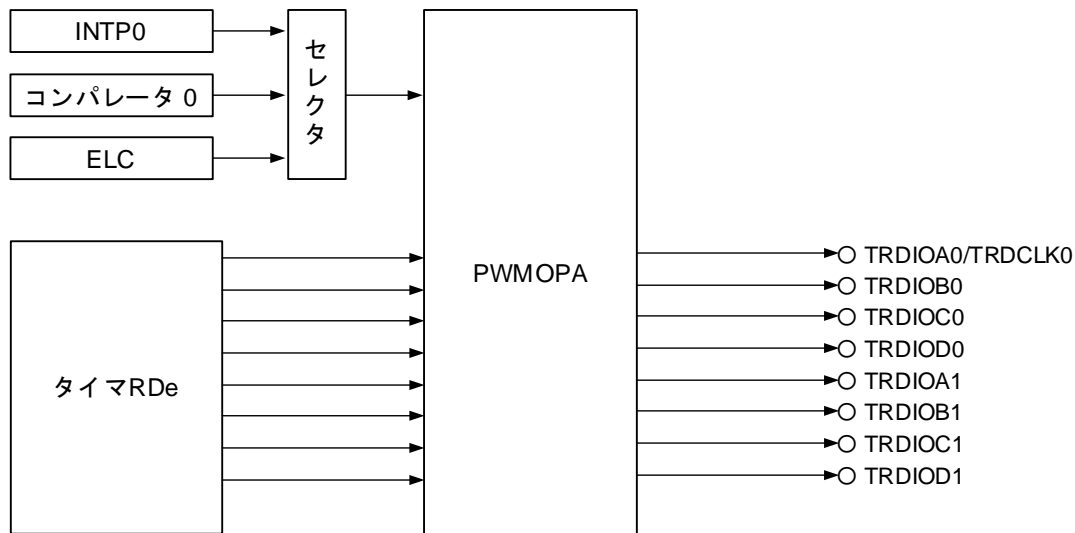 INTP0
コンパレータ 0
ELC
セレクタ
タイマRDe
PWMOPA
TRDIOA0/TRDCLK0
TRDIOB0
TRDIOC0
TRDIOD0
TRDIOA1
TRDIOB1
TRDIOC1
TRDIOD1